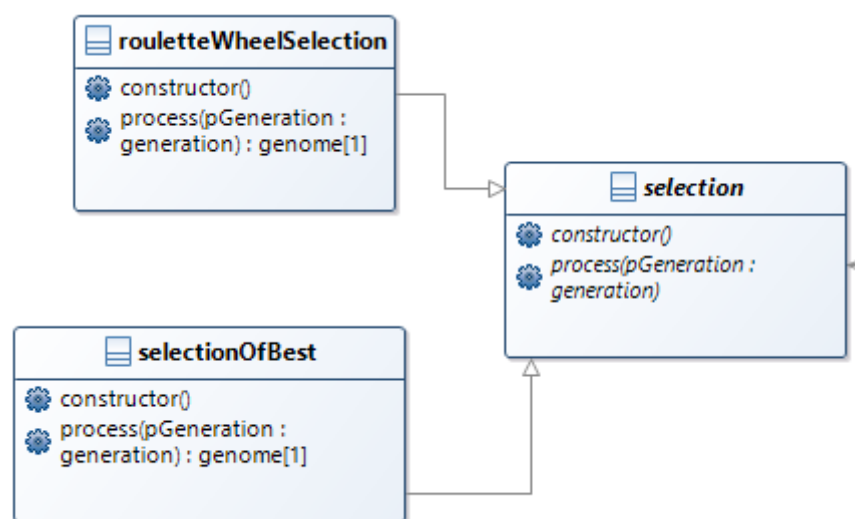 rouletteWheelSelection
constructor()
process(pGeneration :
generation) : genome[1]
selection
constructor()
process(pGeneration :
generation)
selectionOfBest
constructor()
process(pGeneration :
generation) : genome[1]